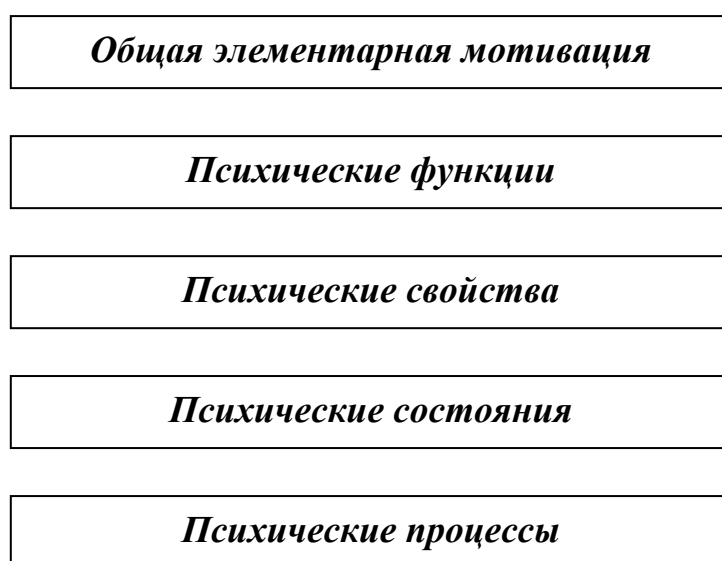 Общая элементарная мотивация
Психические функции
Психические свойства
Психические состояния
Психические процессы